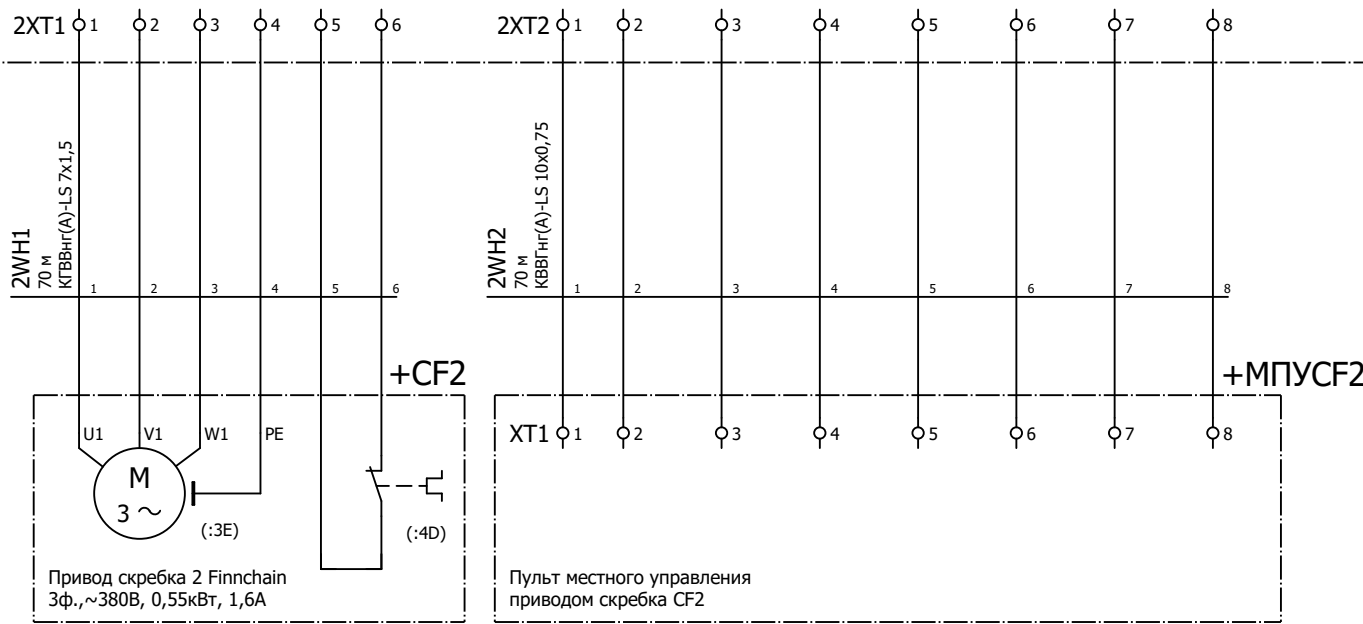 2XT1 1 2 3 4 5 6
2XT2 1 2 3 4 5 6 7 8
2WH1
70 м
КГВВнг(А)-LS 7x1,5
1 2 3 4 5 6
2WH2
70 м
КВВГнг(А)-LS 10x0,75
1 2 3 4 5 6 7 8
+CF2
U1 V1 W1 PE
M
3 ~
(:3E)
(:4D)
Привод скребка 2 Finnchain
3ф.,~380В, 0,55кВт, 1,6А
+МПУCF2
XT1 1 2 3 4 5 6 7 8
Пульт местного управления
приводом скребка CF2